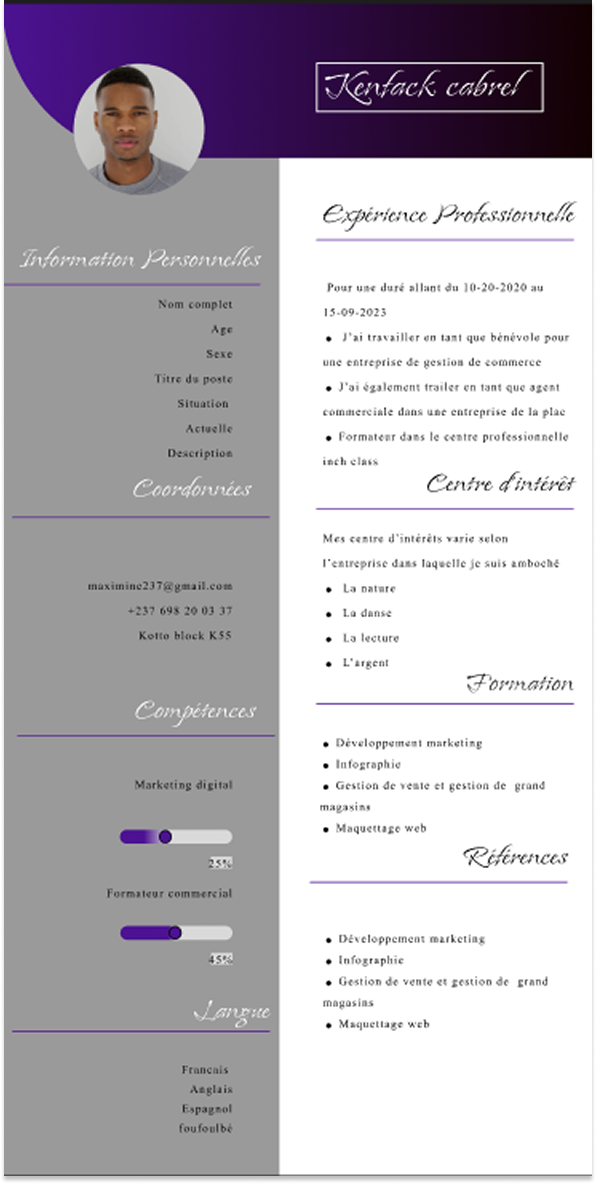 Kenfack cabrel
Information Personnelles
Nom complet
Age
Sexe
Titre du poste
Situation
Actuelle
Description
Coordonnées
maximine237@gmail.com
+237 698 20 03 37
Kotto block K55
Compétences
Marketing digital
25%
Formateur commercial
45%
Langue
Francais
Anglais
Espagnol
foufoulbé
Expérience Professionnelle
Pour une duré allant du 10-20-2020 au
15-09-2023
• J'ai travailler en tant que bénévole pour
une entreprise de gestion de commerce
• J'ai également trailer en tant que agent
commerciale dans une entreprise de la plac
• Formateur dans le centre professionnelle
inch class
Centre d'intérêt
Mes centre d'intérêts varie selon
l'entreprise dans laquelle je suis amboché
• La nature
• La danse
• La lecture
• L'argent
Formation
• Développement marketing
• Infographie
• Gestion de vente et gestion de grand
magasins
• Maquettage web
Références
• Développement marketing
• Infographic
• Gestion de vente et gestion de grand
magasins
• Maquettage web